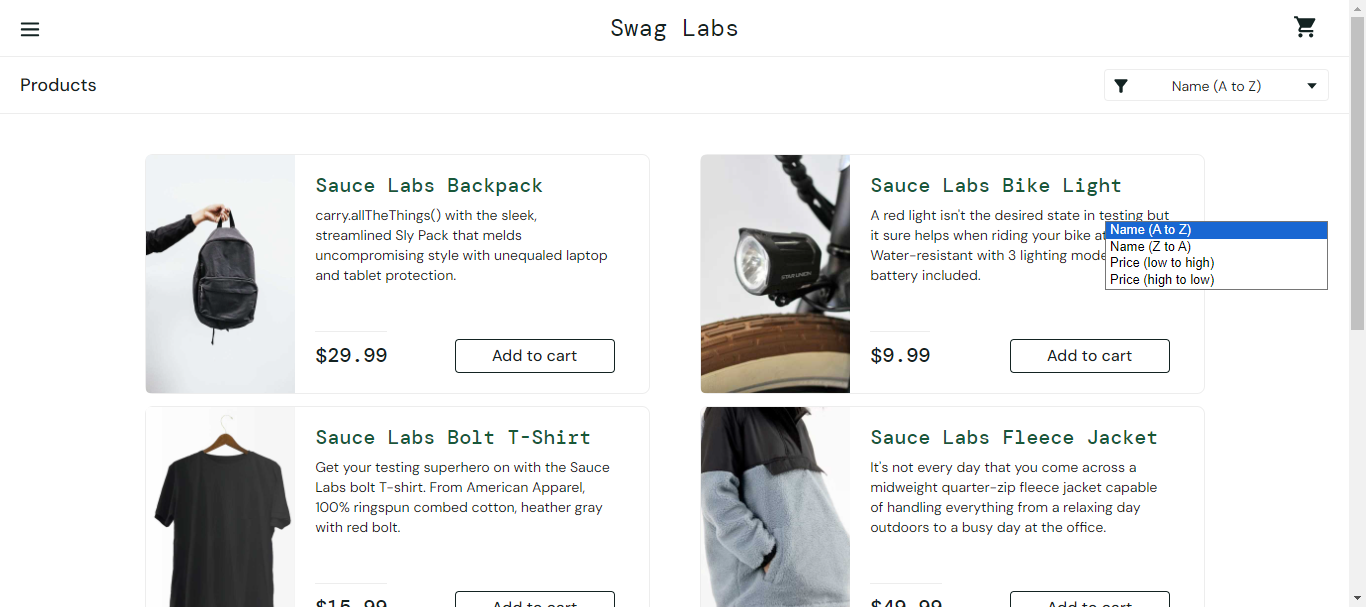 Swag Labs
Products
Name (A to Z)
Sauce Labs Backpack
carry.allTheThings() with the sleek,
streamlined Sly Pack that melds
uncompromising style with unequaled laptop
and tablet protection.
$29.99
Add to cart
Sauce Labs Bike Light
A red light isn't the desired state in testing but
it sure helps when riding your bike at
Water-resistant with 3 lighting mode
battery included.
STAR UNION
$9.99
Add to cart
Name (A to Z)
Name (Z to A)
Price (low to high)
Price (high to low)
Sauce Labs Bolt T-Shirt
Get your testing superhero on with the Sauce
Labs bolt T-shirt. From American Apparel,
100% ringspun combed cotton, heather gray
with red bolt.
$15.99
Add to cart
Sauce Labs Fleece Jacket
It's not every day that you come across a
midweight quarter-zip fleece jacket capable
of handling everything from a relaxing day
outdoors to a busy day at the office.
$49.99
Add to cart